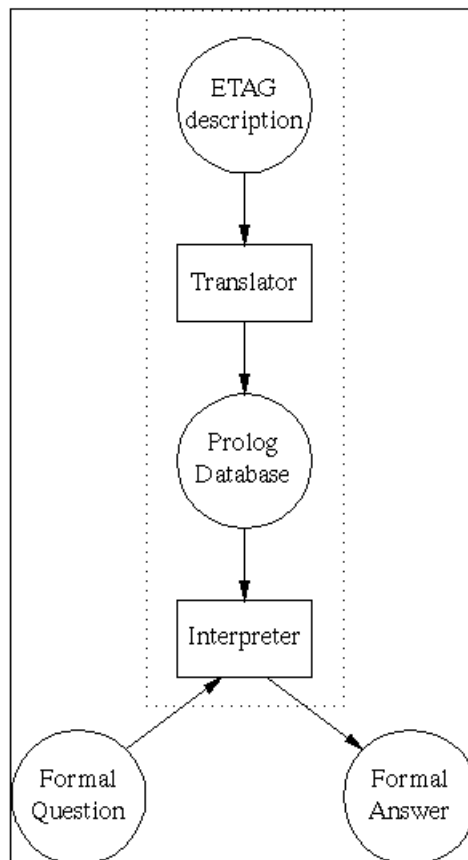 ETAG
description
Translator
Prolog
Database
Interpreter
Formal
Question
Formal
Answer